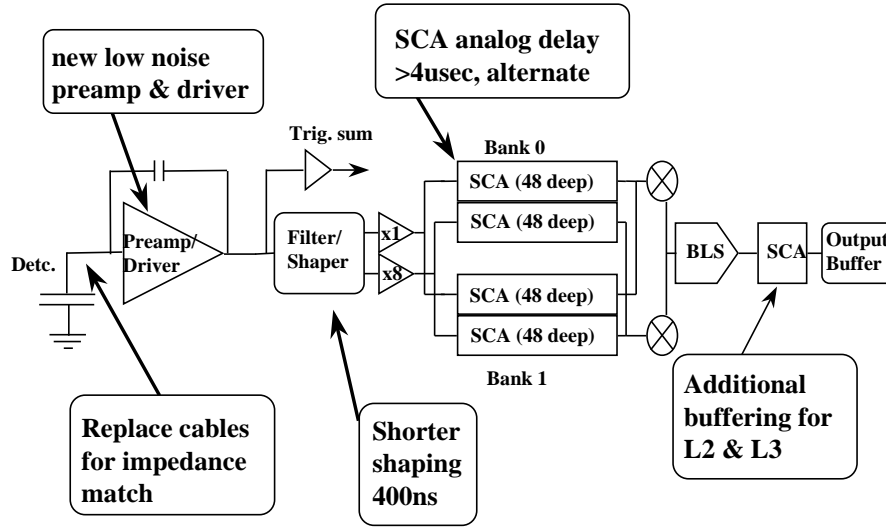 new low noise
preamp & driver
SCA analog delay
>4usec, alternate
Trig. sum
Bank 0
SCA (48 deep)
SCA (48 deep)
Preamp/
Driver
Filter/
Shaper
x1
x8
Detc.
BLS
SCA
Output
Buffer
SCA (48 deep)
SCA (48 deep)
Bank 1
Replace cables
for impedance
match
Shorter
shaping
400ns
Additional
buffering for
L2 & L3